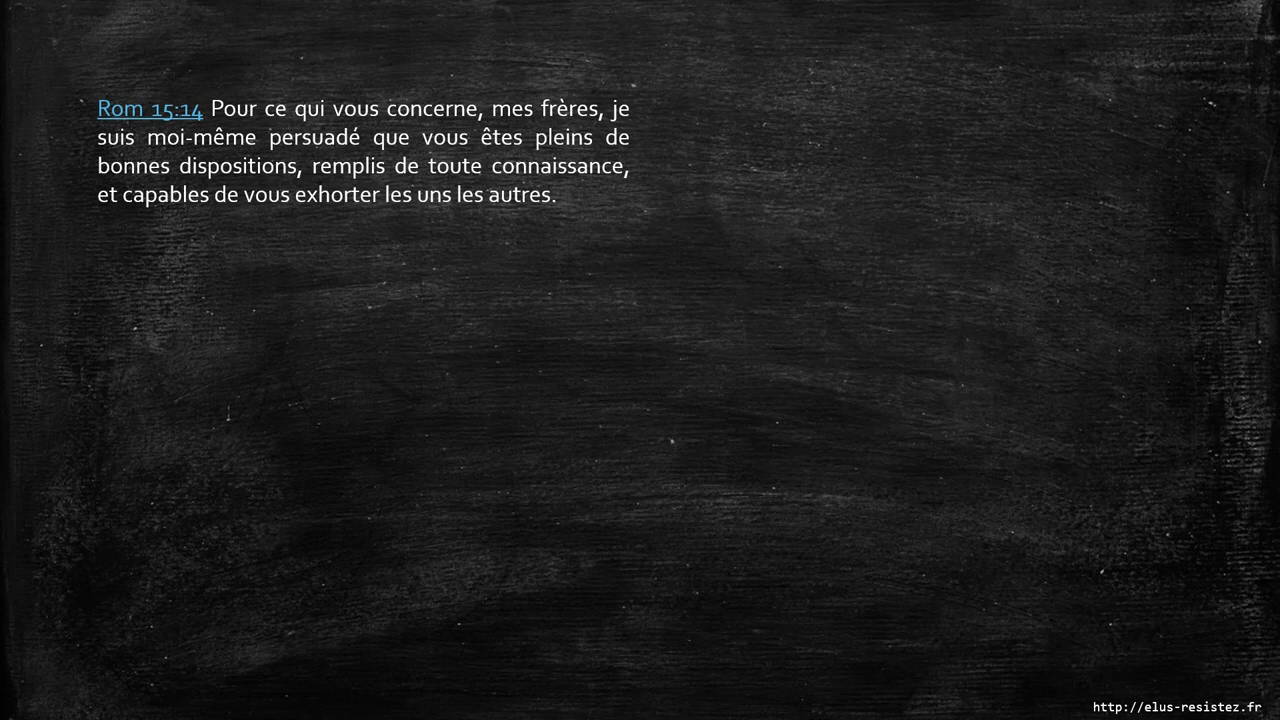 Rom 15:14 Pour ce qui vous concerne, mes frères, je
suis moi-même persuadé que vous êtes pleins de
bonnes dispositions, remplis de toute connaissance,
et capables de vous exhorter les uns les autres.
http://elus-resistez.fr